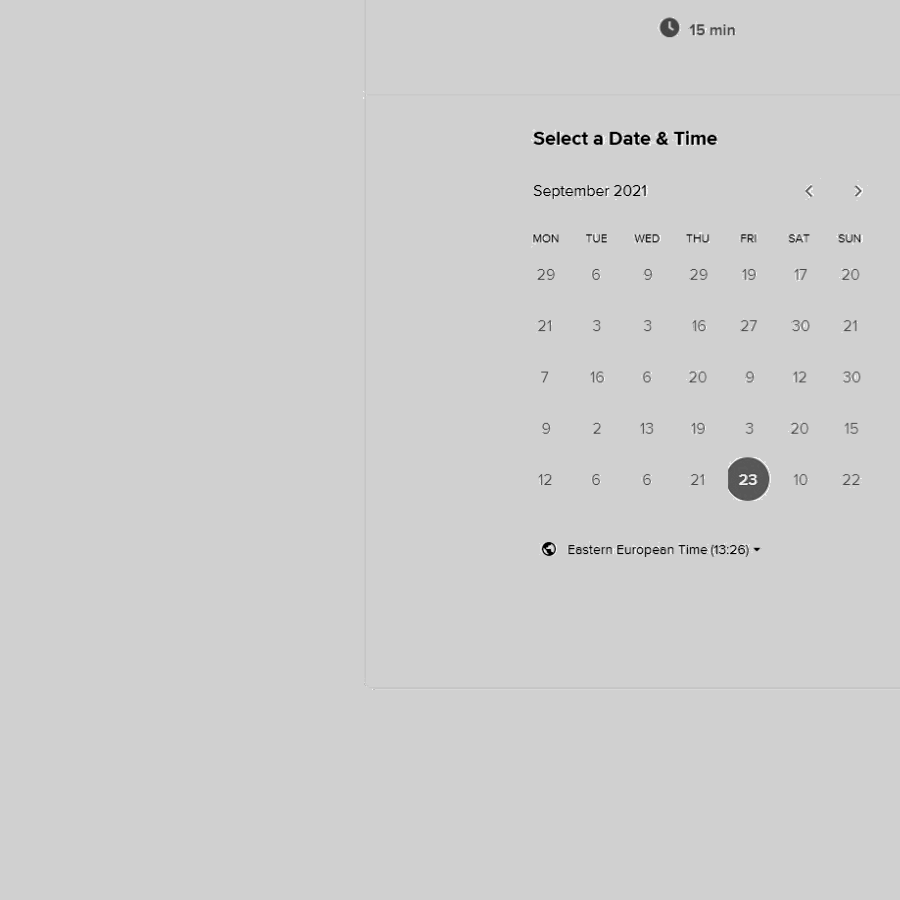 15 min
Select a Date & Time
September 2021
MON TUE WED THU FRI SAT SUN
29 6 9 29 19 17 20
21 3 3 16 27 30 21
7 16 6 20 9 12 30
9 2 13 19 3 20 15
12 6 6 21 23 10 22
Eastern European Time (13:26)